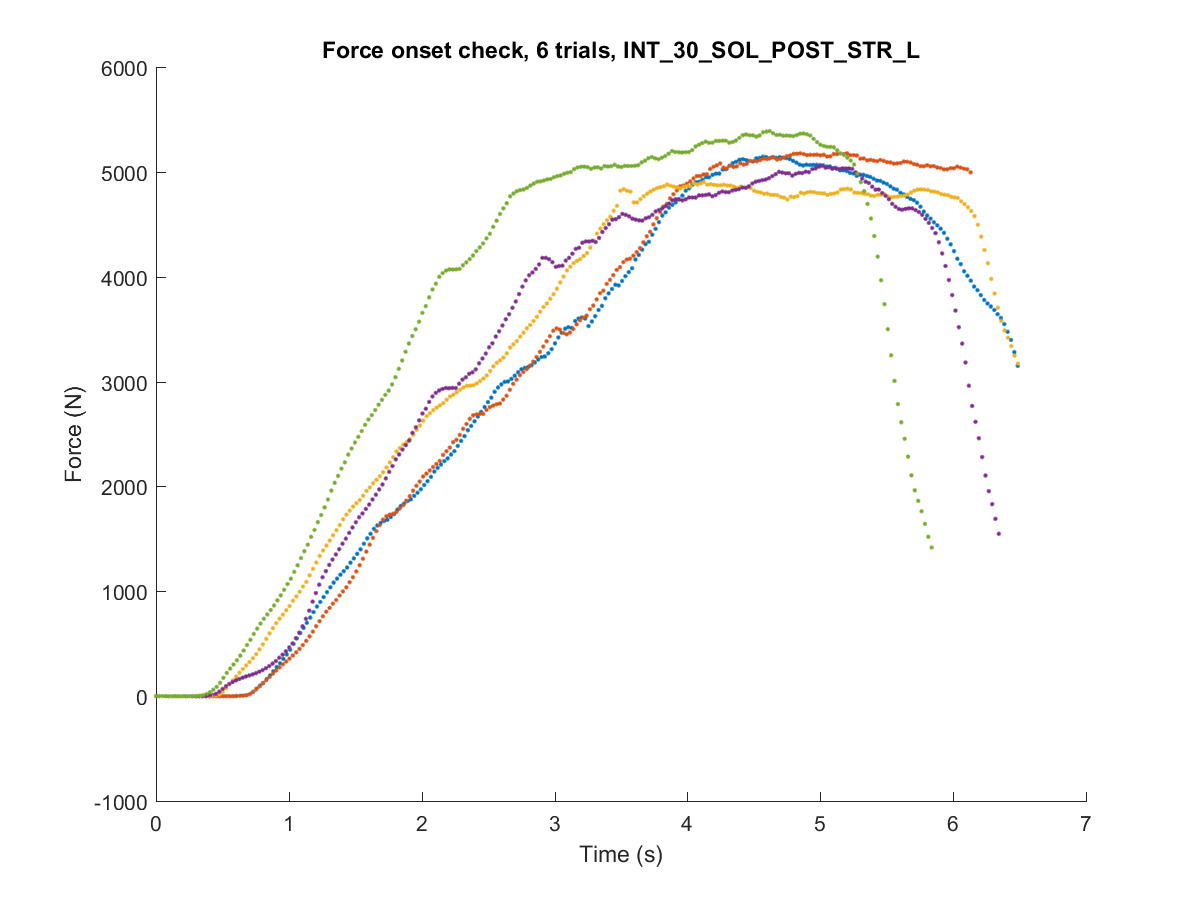 Force onset check, 6 trials, INT_30_SOL_POST_STR_L
6000
5000
4000
3000
2000
1000
0
-1000
Force (N)
0 1 2 3 4 5 6 7
Time (s)